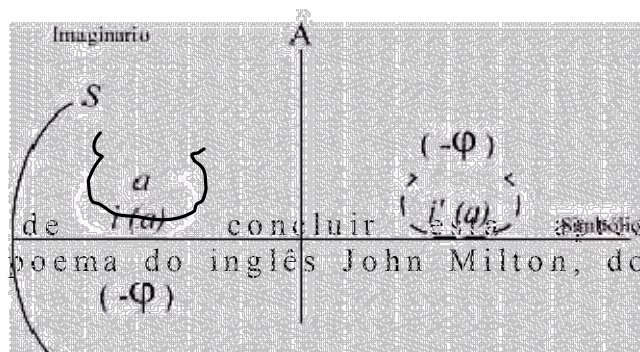 Imaginario
A
S
( -φ )
a
i (a)
i' (a)
de concluir esta
poema do inglês John Milton, do
( -φ )